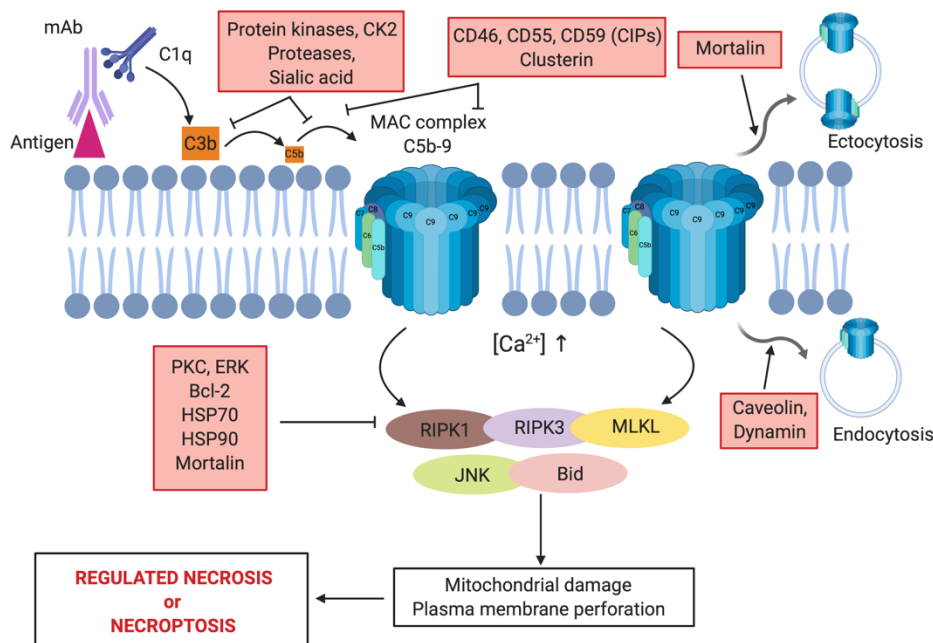 mAb
C1q
Antigen
C3b
C5b
Protein kinases, CK2
Proteases,
Sialic acid
CD46, CD55, CD59 (CIPs)
Clusterin
MAC complex
C5b-9
Mortalin
Ectocytosis
C7
C8
C6
C5b
C9
C9
C9
C9
C9
C7
C8
C6
C5b
C9
C9
C9
C9
C9
[Ca²⁺] ↑
PKC, ERK
Bcl-2
HSP70
HSP90
Mortalin
RIPK1
RIPK3
MLKL
JNK
Bid
Caveolin,
Dynamin
Endocytosis
Mitochondrial damage
Plasma membrane perforation
REGULATED NECROSIS
or
NECROPTOSIS